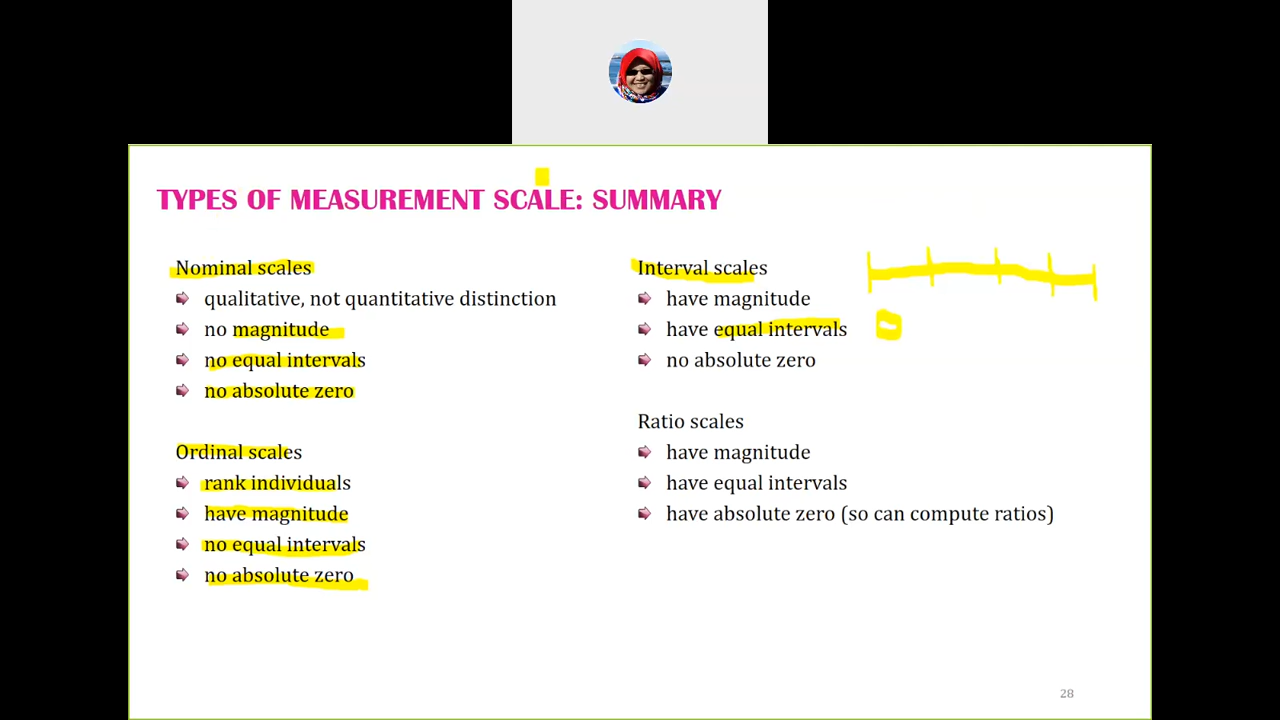 TYPES OF MEASUREMENT SCALE: SUMMARY
Nominal scales
qualitative, not quantitative distinction
no magnitude
no equal intervals
no absolute zero
Ordinal scales
rank individuals
have magnitude
no equal intervals
no absolute zero
Interval scales
have magnitude
have equal intervals
no absolute zero
Ratio scales
have magnitude
have equal intervals
have absolute zero (so can compute ratios)
28